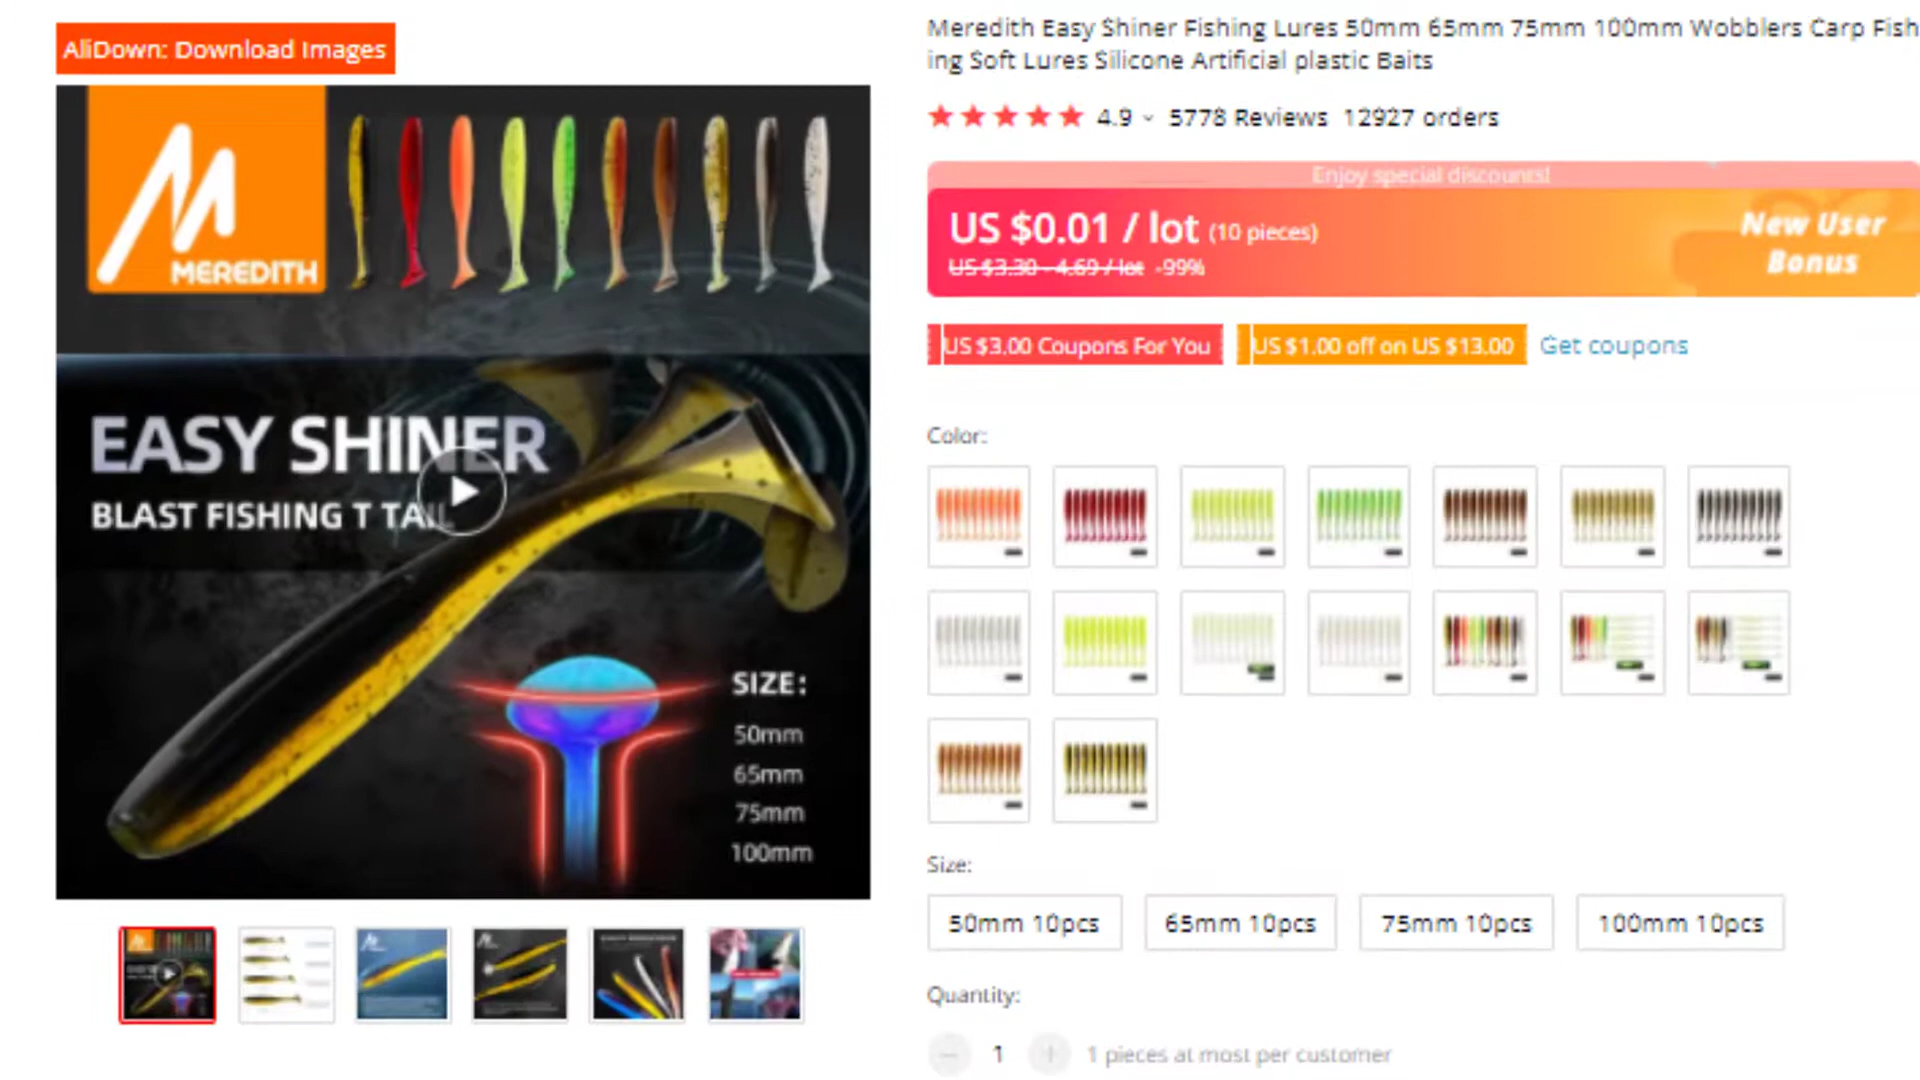 AliDown: Download Images
MEREDITH
EASY SHINER
BLAST FISHING T TAIL
SIZE:
50mm
65mm
75mm
100mm
Meredith Easy Shiner Fishing Lures 50mm 65mm 75mm 100mm Wobblers Carp Fish
ing Soft Lures Silicone Artificial plastic Baits
4.9 5778 Reviews 12927 orders
Enjoy special discounts!
US $0.01 / lot (10 pieces)
US $3.30 - 4.69 / lot -99%
New User
Bonus
US $3.00 Coupons For You US $1.00 off on US $13.00 Get coupons
Color:
Size:
50mm 10pcs 65mm 10pcs 75mm 10pcs 100mm 10pcs
Quantity:
1 1 pieces at most per customer